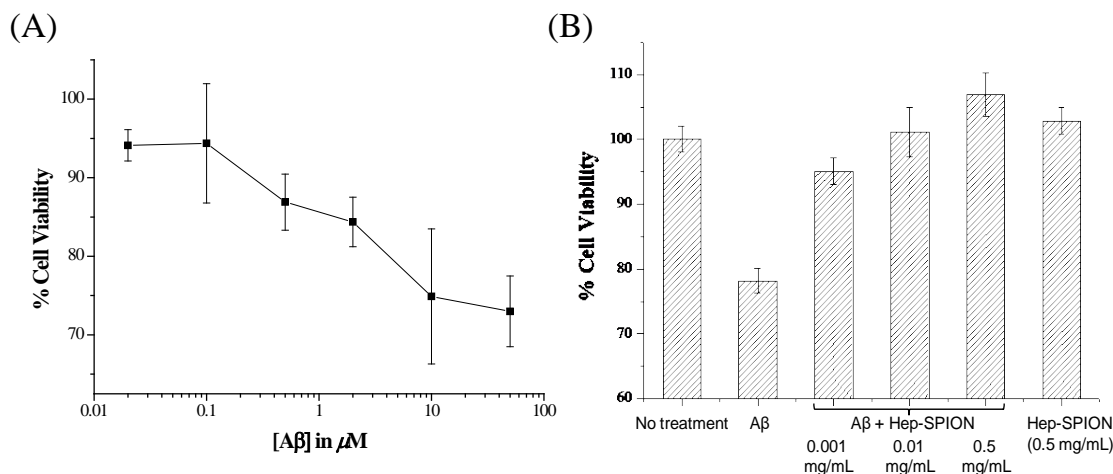 (A)
100
90
80
70
0.01 0.1 1 10 100
% Cell Viability
[Aβ] in μM
(B)
110
100
90
80
70
60
% Cell Viability
No treatment Aβ Aβ + Hep-SPION Hep-SPION
0.001 0.01 0.5 (0.5 mg/mL)
mg/mL mg/mL mg/mL